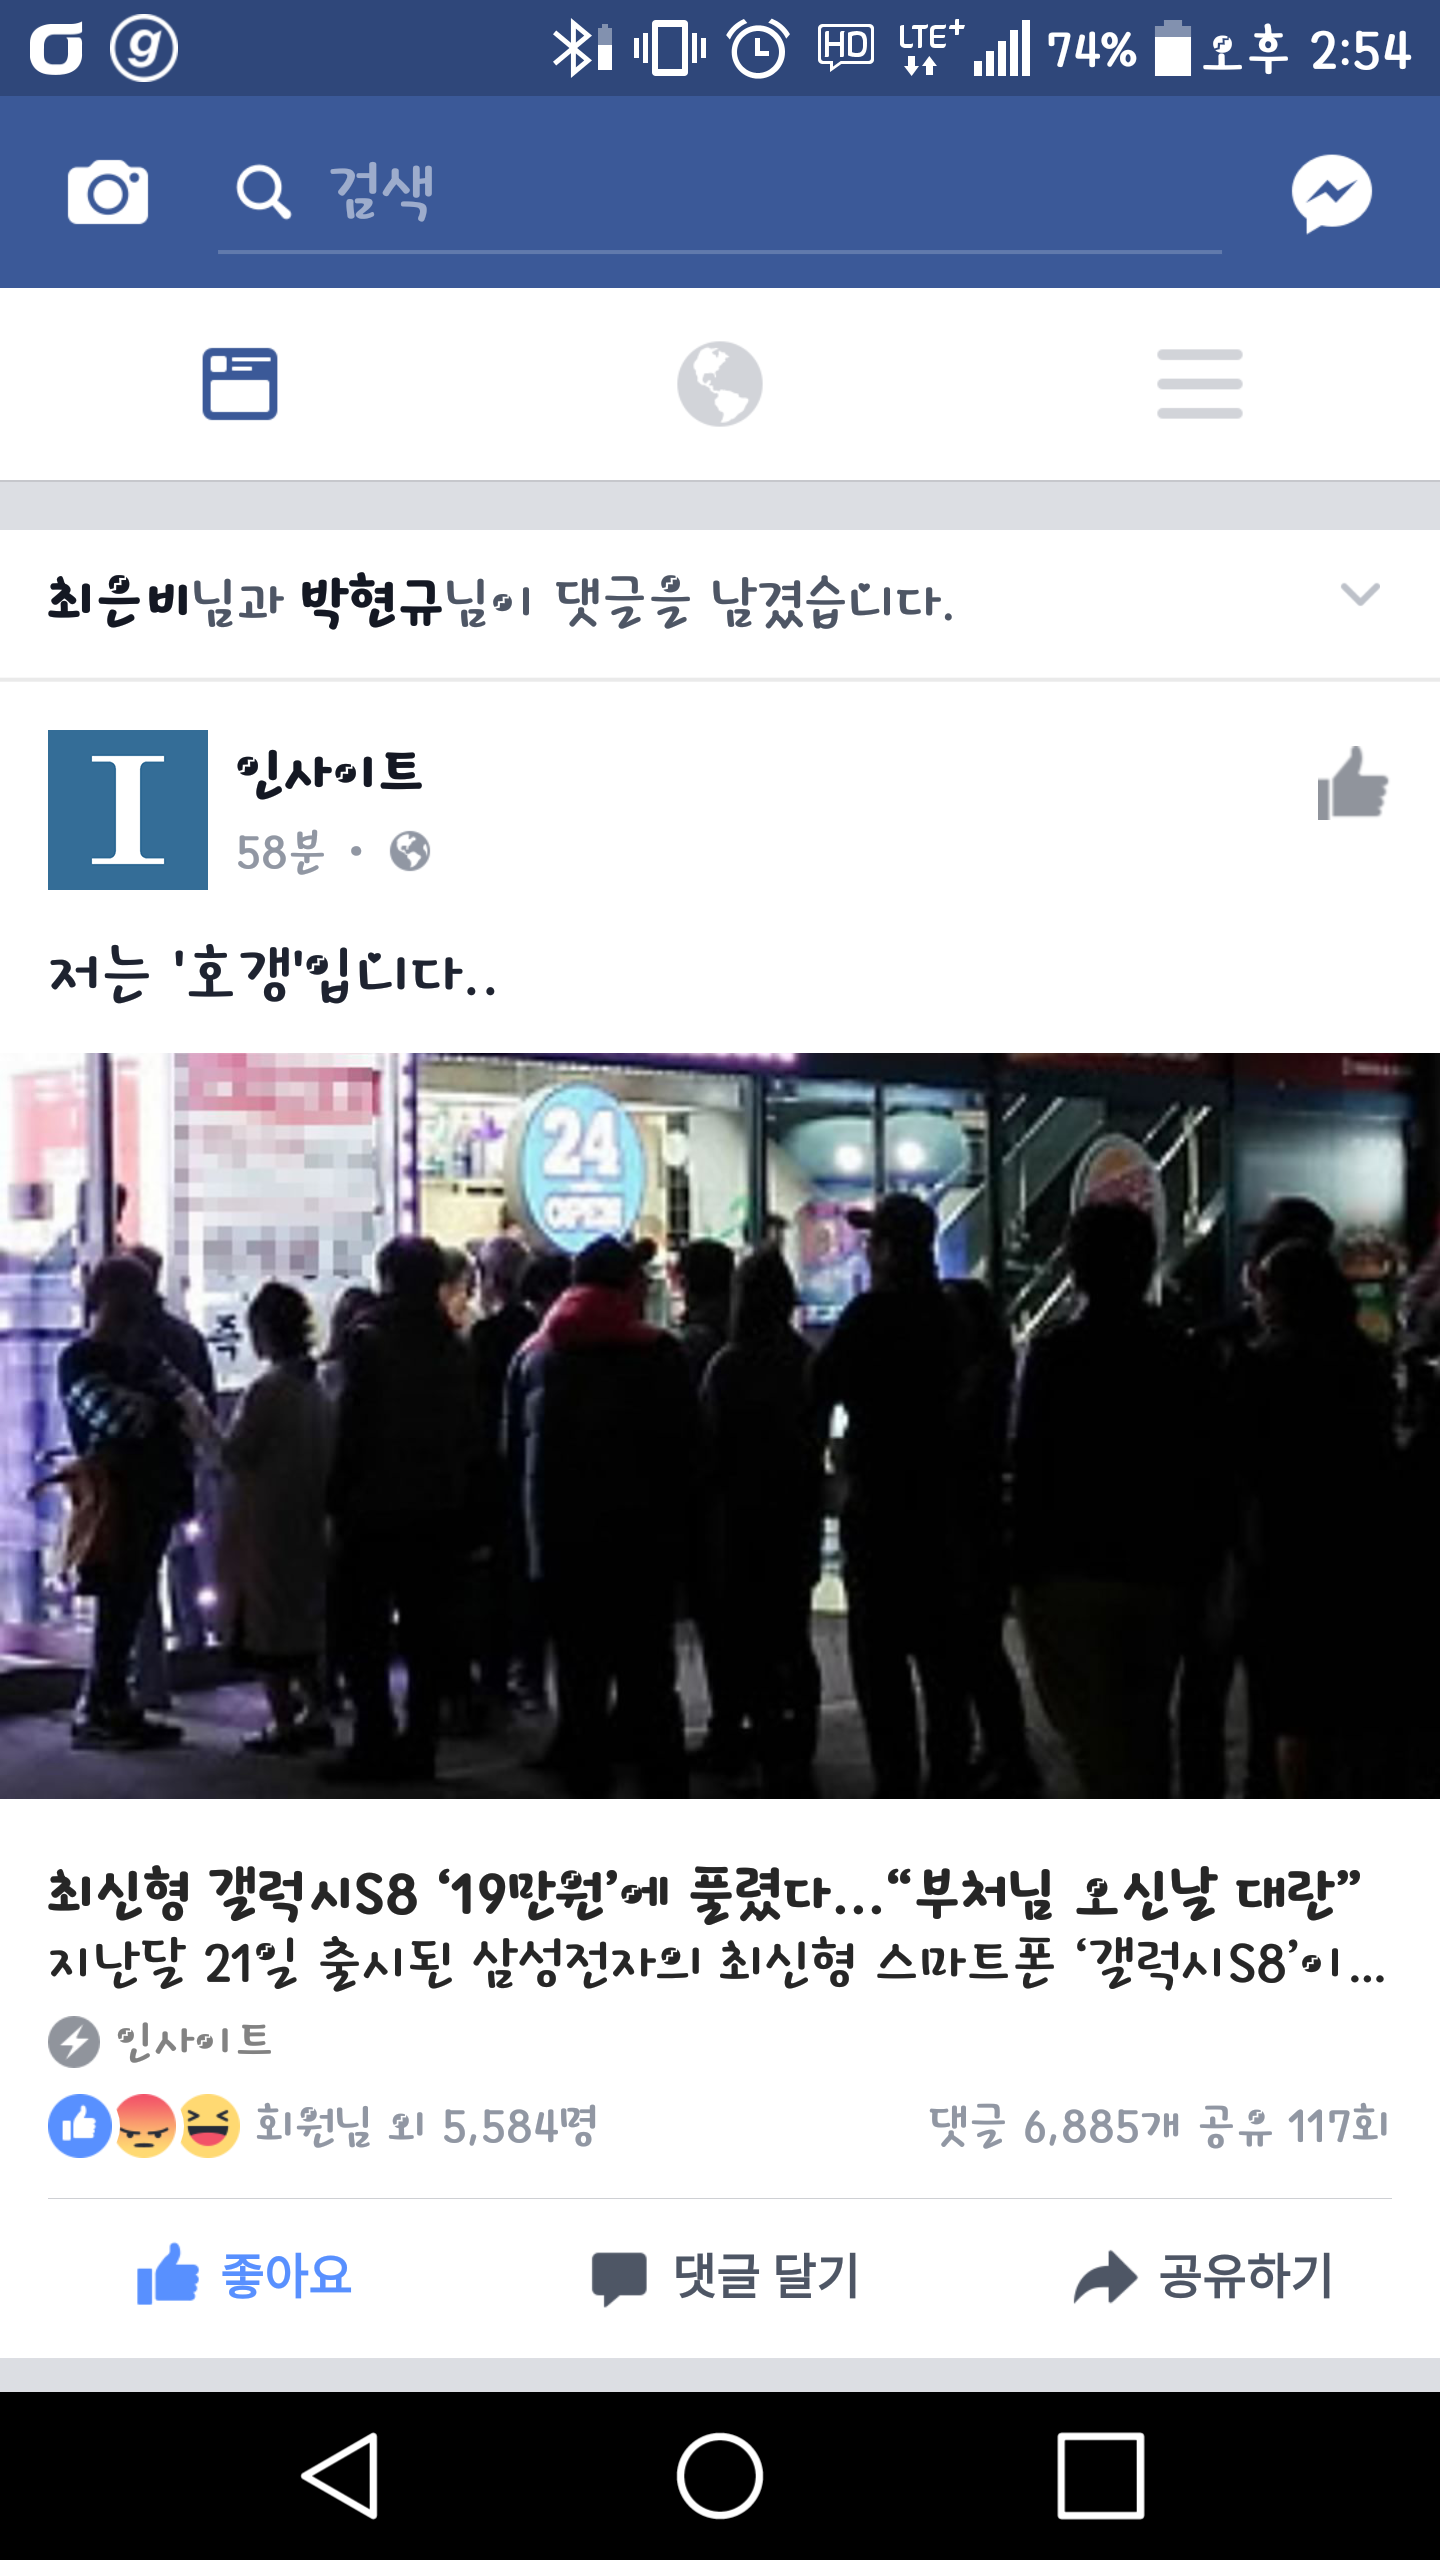 HD LTE+ 74% 오후 2:54
검색
최은비님과 박현규님이 댓글을 남겼습니다.
I 인사이트
58분 ·
저는 '호갱'입니다..
24
OPEN
족
최신형 갤럭시S8 ‘19만원’에 풀렸다...“부처님 오신날 대란”
지난달 21일 출시된 삼성전자의 최신형 스마트폰 ‘갤럭시S8’이...
인사이트
회원님 외 5,584명 댓글 6,885개 공유 117회
좋아요 댓글 달기 공유하기